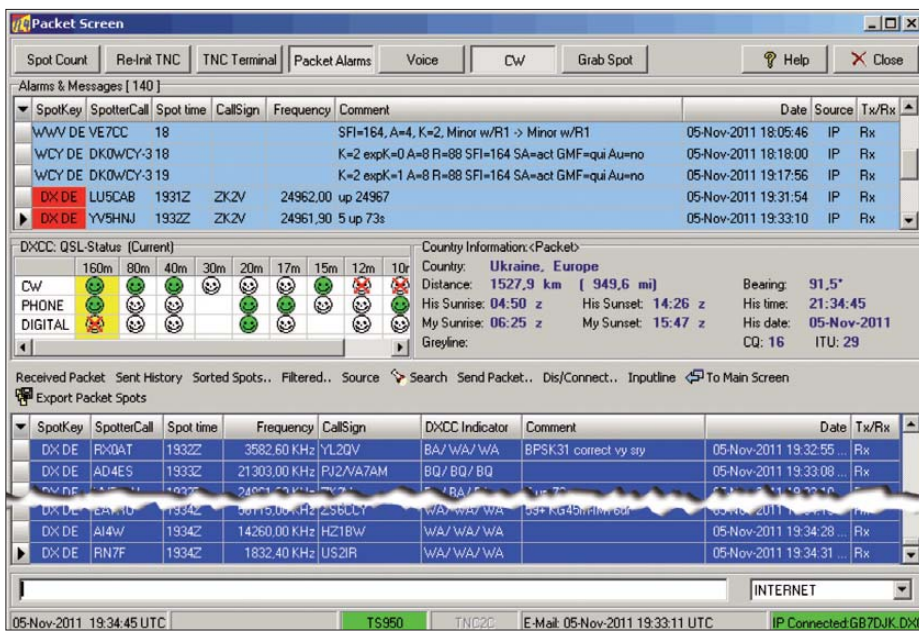 Packet Screen
Spot Count Re-Init TNC TNC Terminal Packet Alarms Voice CW Grab Spot ? Help Close
Alarms & Messages [ 140 ]
SpotKey SpotterCall Spot time CallSign Frequency Comment Date Source Tx/Rx
WWV DE VE7CC 18 SFI=164, A=4, K=2, Minor w/R1 -> Minor w/R1 05-Nov-2011 18:05:46 IP Rx
WCY DE DK0WCY-3 18 K=2 expK=0 A=8 R=88 SFI=164 SA=act GMF=qui Au=no 05-Nov-2011 18:18:00 IP Rx
WCY DE DK0WCY-3 19 K=2 expK=1 A=8 R=88 SFI=164 SA=act GMF=qui Au=no 05-Nov-2011 19:17:56 IP Rx
DX DE LU5CAB 1931Z ZK2V 24962,00 up 24967 05-Nov-2011 19:31:54 IP Rx
DX DE YV5HNJ 1932Z ZK2V 24961,90 5 up 73s 05-Nov-2011 19:33:10 IP Rx
DXCC: QSL-Status (Current)
160m 80m 40m 30m 20m 17m 15m 12m 10r
CW
PHONE
DIGITAL
Country Information:<Packet>
Country: Ukraine, Europe
Distance: 1527,9 km ( 949,6 mi) Bearing: 91,5°
His Sunrise: 04:50 z His Sunset: 14:26 z His time: 21:34:45
My Sunrise: 06:25 z My Sunset: 15:47 z His date: 05-Nov-2011
Greyline: CQ: 16 ITU: 29
Received Packet Sent History Sorted Spots.. Filtered.. Source Search Send Packet.. Dis/Connect.. Inputline To Main Screen
Export Packet Spots
SpotKey SpotterCall Spot time Frequency CallSign DXCC Indicator Comment Date Tx/Rx
DX DE RX0AT 1932Z 3582,60 KHz YL2QV BA/ WA/ WA BPSK31 correct vy sry 05-Nov-2011 19:32:55 ... Rx
DX DE AD4ES 1933Z 21303,00 KHz PJ2/VA7AM BQ/ BQ/ BQ 05-Nov-2011 19:33:08 ... Rx
DX DE AI4W 1934Z 14260,00 KHz HZ1BW WA/ WA/ WA 05-Nov-2011 19:34:28 ... Rx
DX DE RN7F 1934Z 1832,40 KHz US2IR WA/ WA/ WA 05-Nov-2011 19:34:31 ... Rx
INTERNET
05-Nov-2011 19:34:45 UTC TS950 TNC2C E-Mail: 05-Nov-2011 19:33:11 UTC IP Connected:GB7DJK.DX